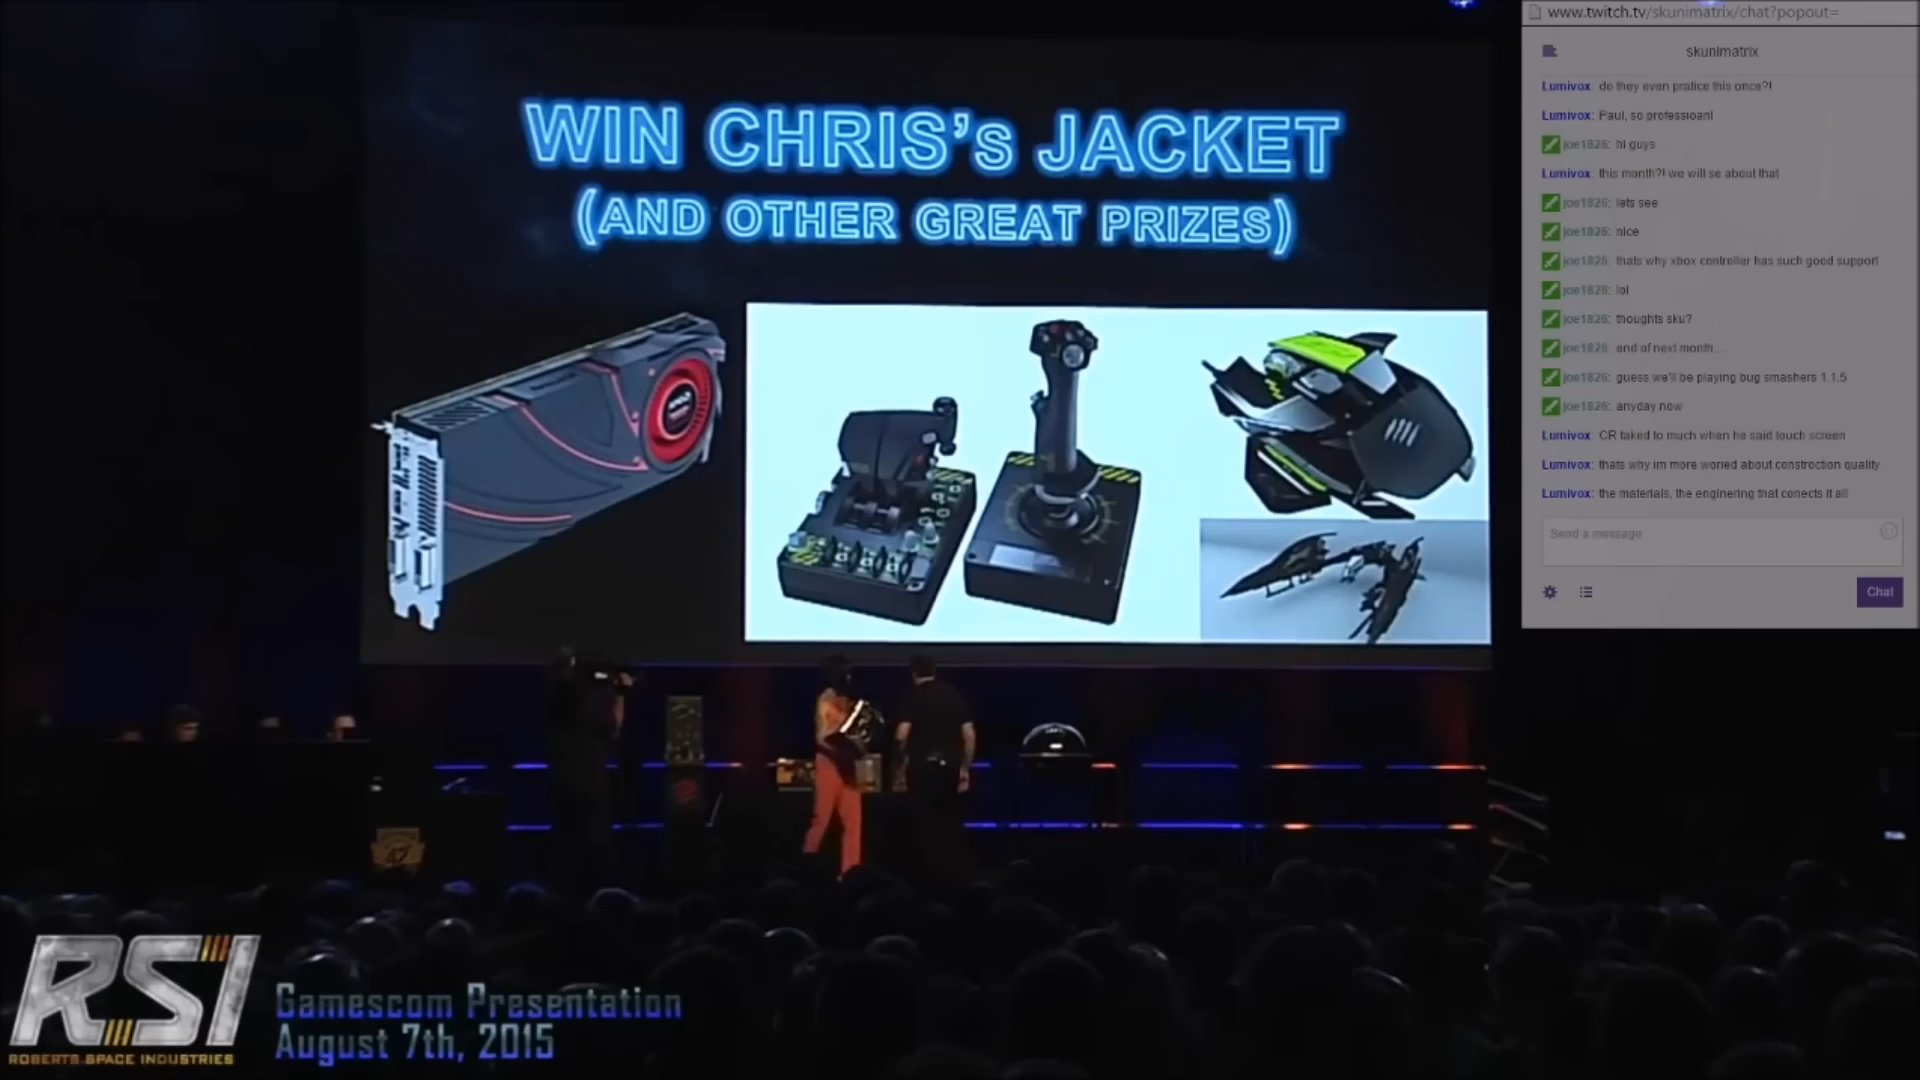 WIN CHRIS's JACKET
(AND OTHER GREAT PRIZES)
www.twitch.tv/skunimatrix/chat?popout=
skunimatrix
Lumivox: do they even pratice this once?!
Lumivox: Paul, so professioanl
joe1826: hi guys
Lumivox: this month?! we will se about that
joe1826: lets see
joe1826: nice
joe1826: thats why xbox controller has such good support
joe1826: lol
joe1826: thoughts sku?
joe1826: end of next month...
joe1826: guess we'll be playing bug smashers 1.1.5
joe1826: anyday now
Lumivox: CR taked to much when he said touch screen
Lumivox: thats why im more woried about constroction quality
Lumivox: the materials, the enginering that conects it all
Send a message
Chat
RSI
ROBERTS SPACE INDUSTRIES
Gamescom Presentation
August 7th, 2015